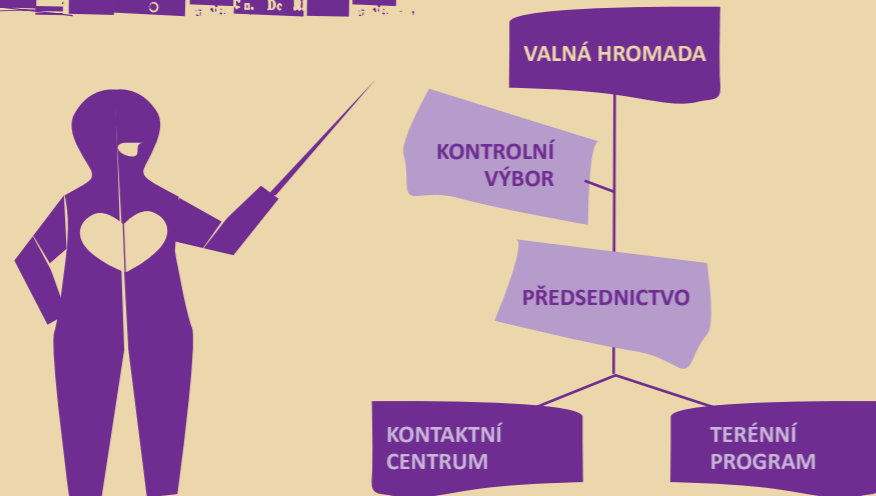 VALNÁ HROMADA
KONTROLNÍ
VÝBOR
PŘEDSEDNICTVO
KONTAKTNÍ
CENTRUM
TERÉNNÍ
PROGRAM